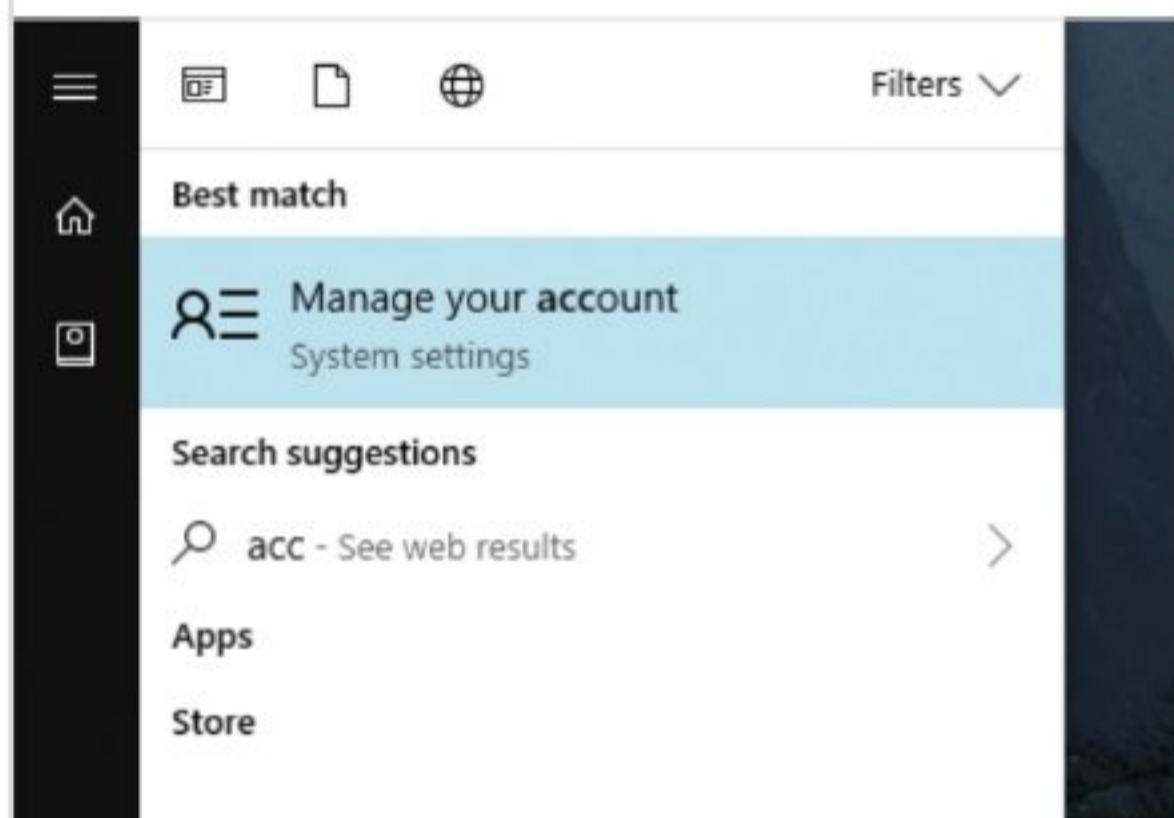 Filters
Best match
Manage your account
System settings
Search suggestions
acc - See web results
Apps
Store